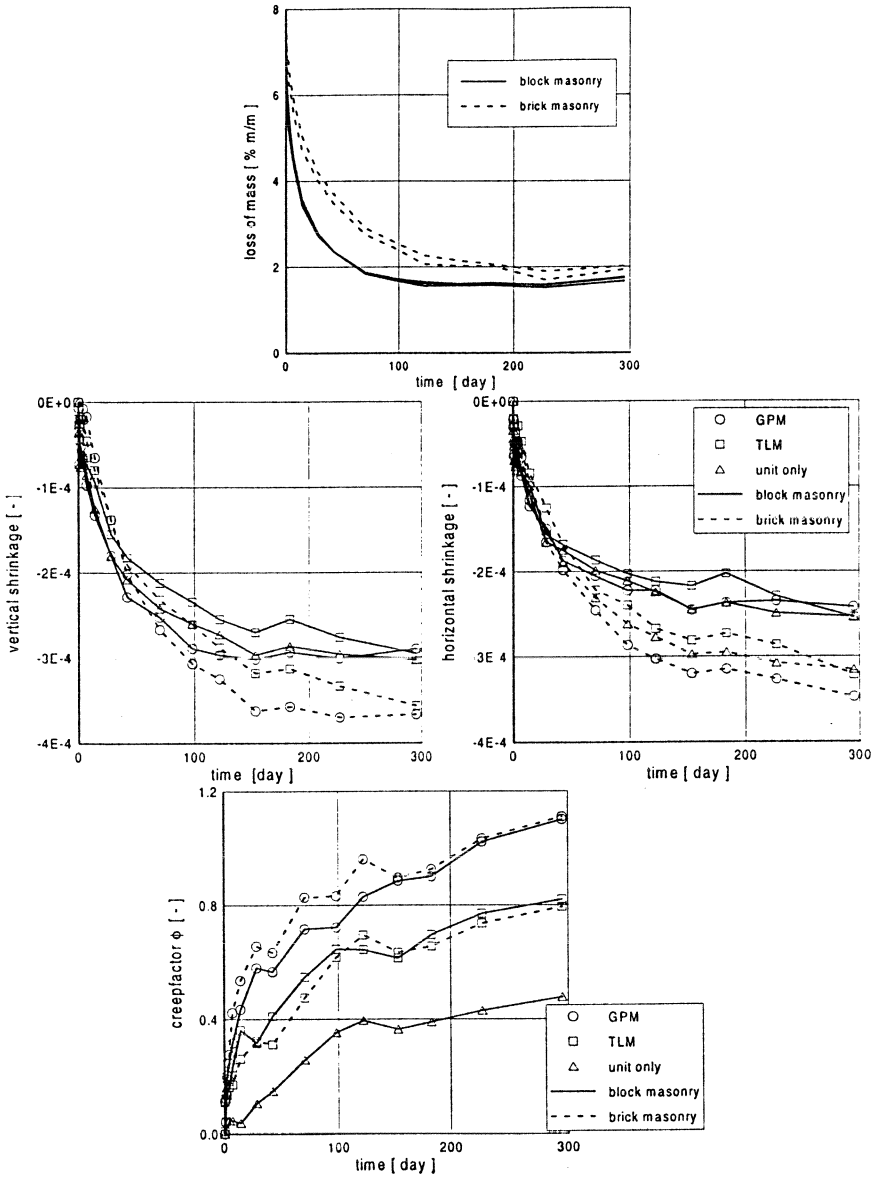 8
6
4
2
0
loss of mass [ % m/m ]
block masonry
brick masonry
0
100
200
300
time [ day ]
0E+0
-1E-4
-2E-4
-3E-4
-4E-4
vertical shrinkage [ - ]
0
100
200
300
time [day ]
0E+0
-1E-4
-2E-4
-3E-4
-4E-4
horizontal shrinkage [ - ]
GPM
TLM
unit only
block masonry
brick masonry
0
100
200
300
time [ day ]
1.2
0.8
0.4
0.0
creepfactor ϕ [ - ]
GPM
TLM
unit only
block masonry
brick masonry
0
100
200
300
time [ day ]